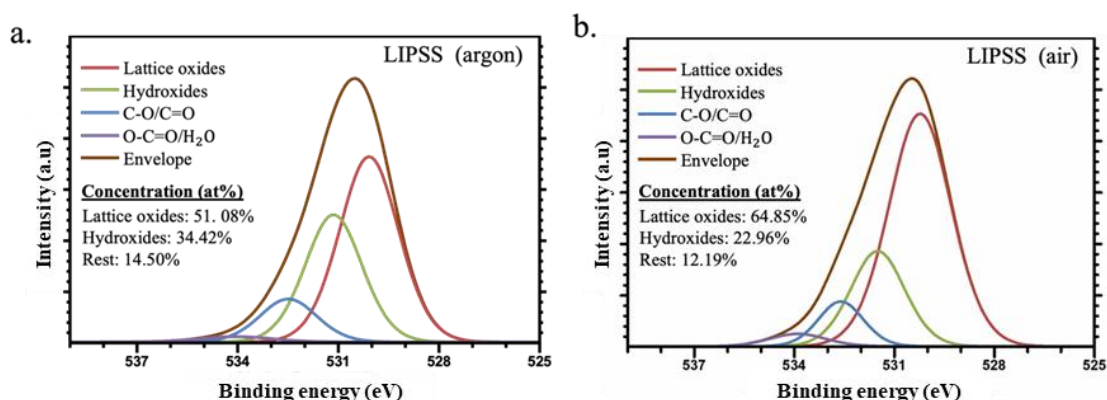 a.
LIPSS (argon)
Lattice oxides
Hydroxides
C-O/C=O
O-C=O/H₂O
Envelope
Concentration (at%)
Lattice oxides: 51. 08%
Hydroxides: 34.42%
Rest: 14.50%
Intensity (a.u)
537 534 531 528 525
Binding energy (eV)
b.
LIPSS (air)
Lattice oxides
Hydroxides
C-O/C=O
O-C=O/H₂O
Envelope
Concentration (at%)
Lattice oxides: 64.85%
Hydroxides: 22.96%
Rest: 12.19%
Intensity (a.u)
537 534 531 528 525
Binding energy (eV)